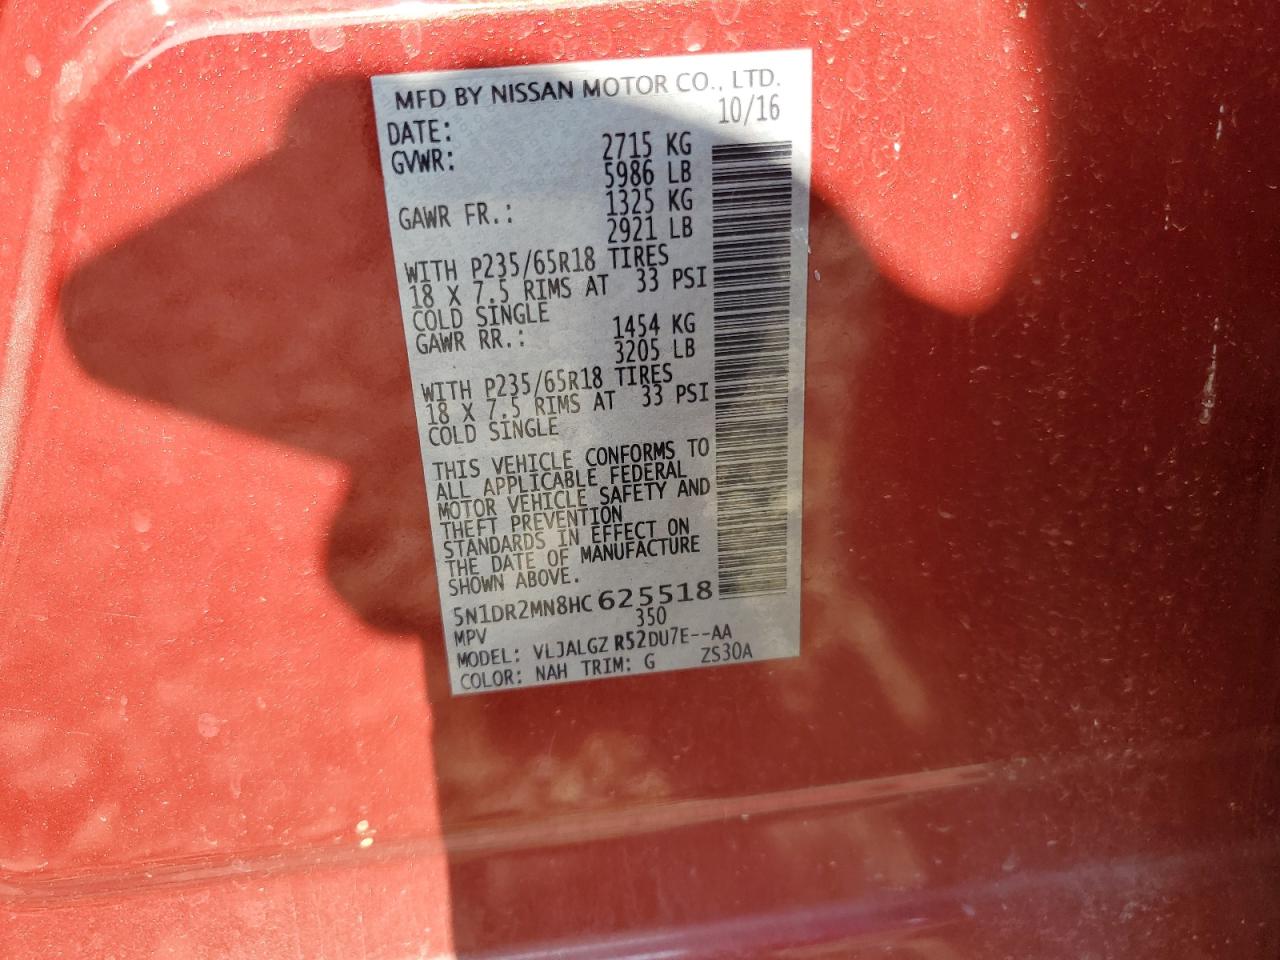 MFD BY NISSAN MOTOR CO., LTD.
DATE: 10/16
GVWR: 2715 KG
5986 LB
GAWR FR.: 1325 KG
2921 LB
WITH P235/65R18 TIRES
18 X 7.5 RIMS AT 33 PSI
COLD SINGLE
GAWR RR.: 1454 KG
3205 LB
WITH P235/65R18 TIRES
18 X 7.5 RIMS AT 33 PSI
COLD SINGLE
THIS VEHICLE CONFORMS TO
ALL APPLICABLE FEDERAL
MOTOR VEHICLE SAFETY AND
THEFT PREVENTION
STANDARDS IN EFFECT ON
THE DATE OF MANUFACTURE
SHOWN ABOVE.
5N1DR2MN8HC625518
MPV 350
MODEL: VLJALGZ R52DU7E--AA
COLOR: NAH TRIM: G ZS30A